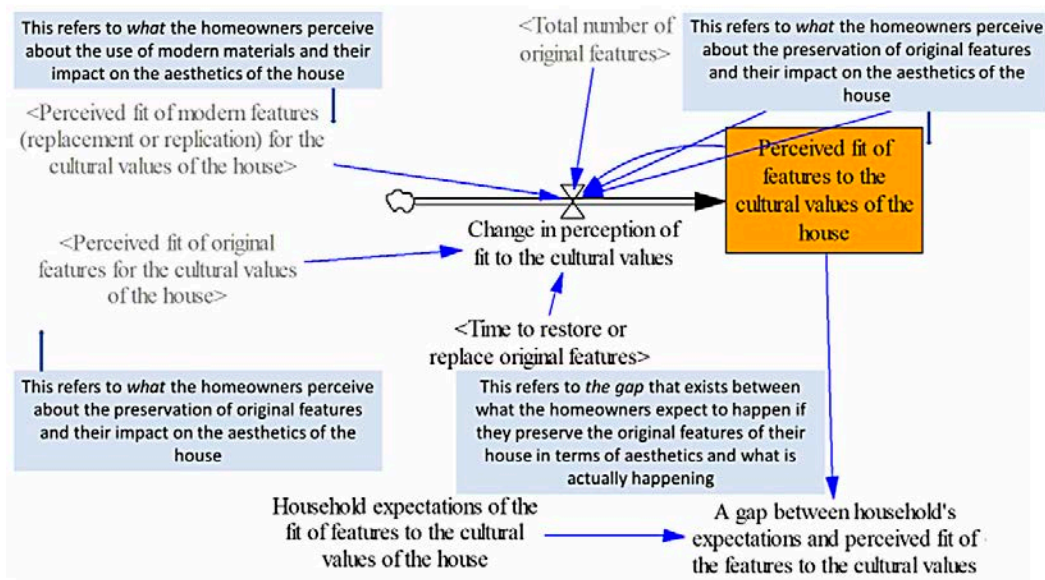 This refers to what the homeowners perceive
about the use of modern materials and their
impact on the aesthetics of the house
<Total number of
original features>
This refers to what the homeowners perceive
about the preservation of original features
and their impact on the aesthetics of the
house
<Perceived fit of modern features
(replacement or replication) for the
cultural values of the house>
Perceived fit of
features to the
cultural values of the
house
Change in perception of
fit to the cultural values
<Perceived fit of original
features for the cultural values
of the house>
<Time to restore or
replace original features>
This refers to what the homeowners perceive
about the preservation of original features
and their impact on the aesthetics of the
house
This refers to the gap that exists between
what the homeowners expect to happen if
they preserve the original features of their
house in terms of aesthetics and what is
actually happening
Household expectations of the
fit of features to the cultural
values of the house
A gap between household's
expectations and perceived fit of
the features to the cultural values